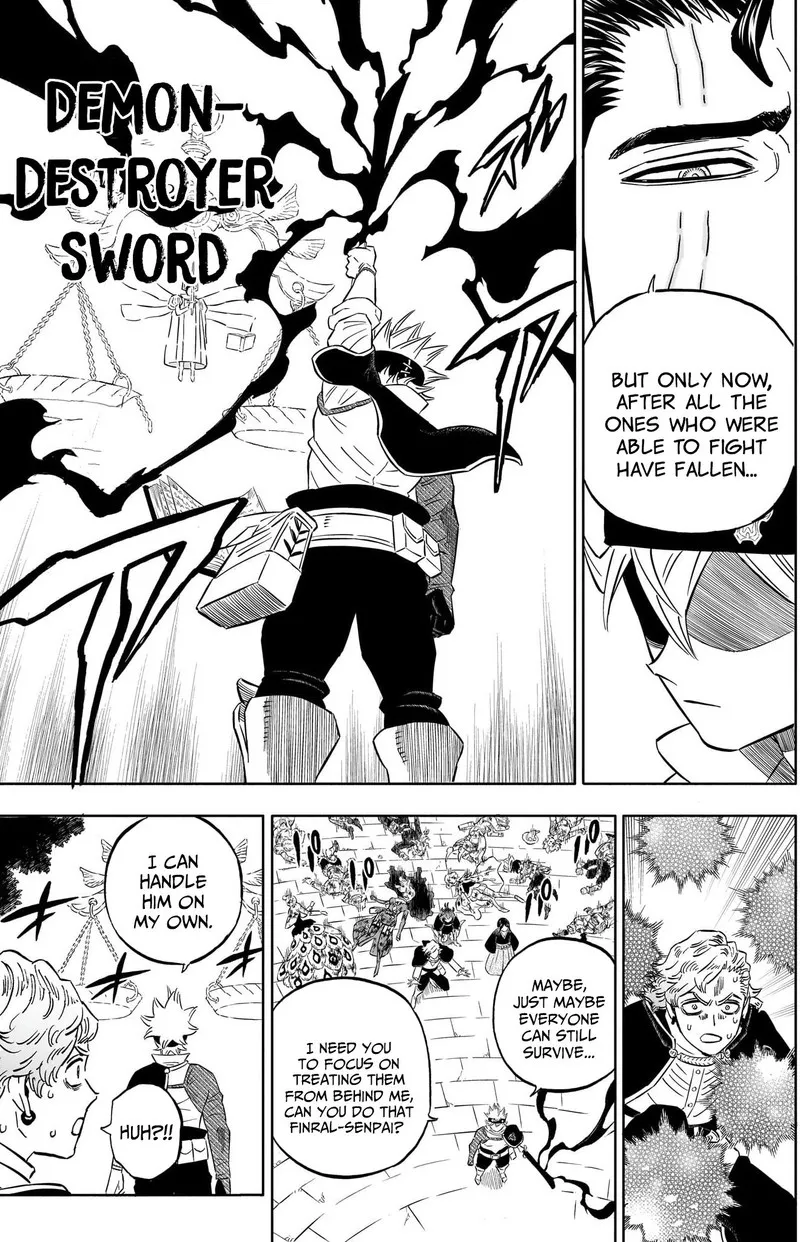 BUT ONLY NOW,
AFTER ALL THE
ONES WHO WERE
ABLE TO FIGHT
HAVE FALLEN...
DEMON-
DESTROYER
SWORD
MAYBE,
JUST MAYBE
EVERYONE
CAN STILL
SURVIVE...
I NEED YOU
TO FOCUS ON
TREATING THEM
FROM BEHIND ME,
CAN YOU DO THAT
FINRAL-SENPAI?
I CAN
HANDLE
HIM ON
MY OWN.
HUH?!!